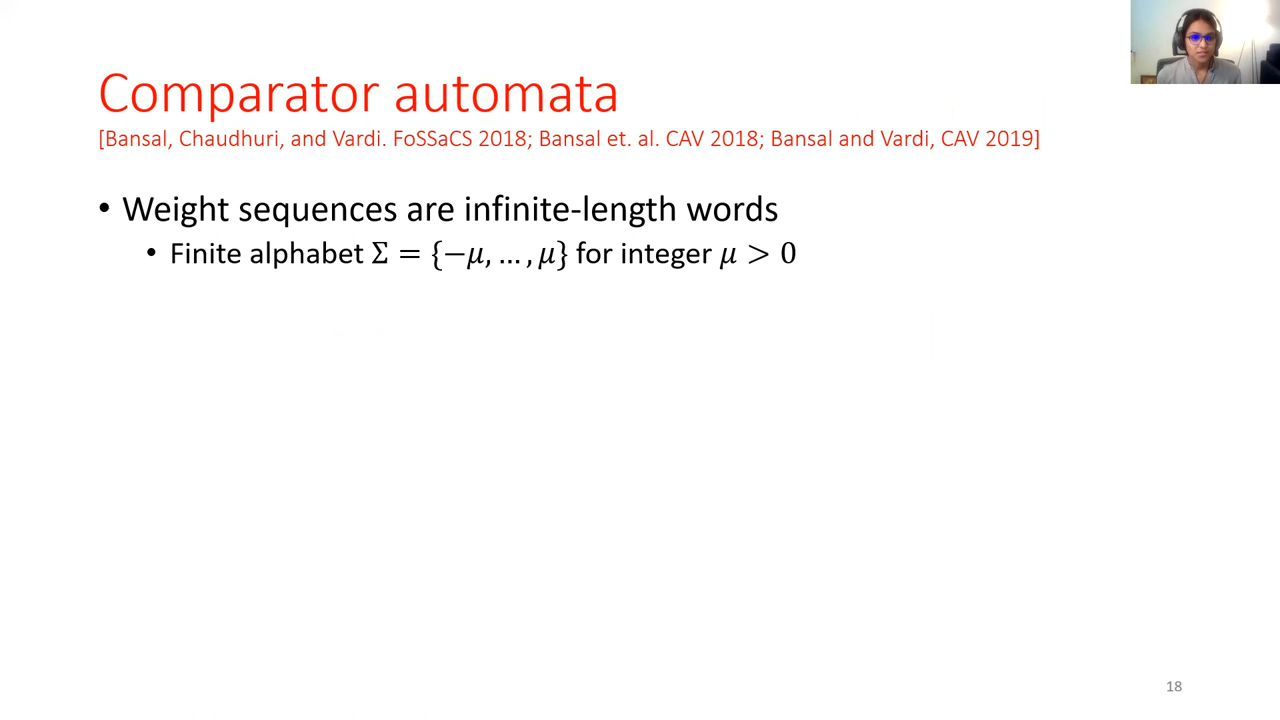 Comparator automata
[Bansal, Chaudhuri, and Vardi. FoSSaCS 2018; Bansal et. al. CAV 2018; Bansal and Vardi, CAV 2019]
• Weight sequences are infinite-length words
• Finite alphabet Σ = {−μ, … , μ} for integer μ > 0
18